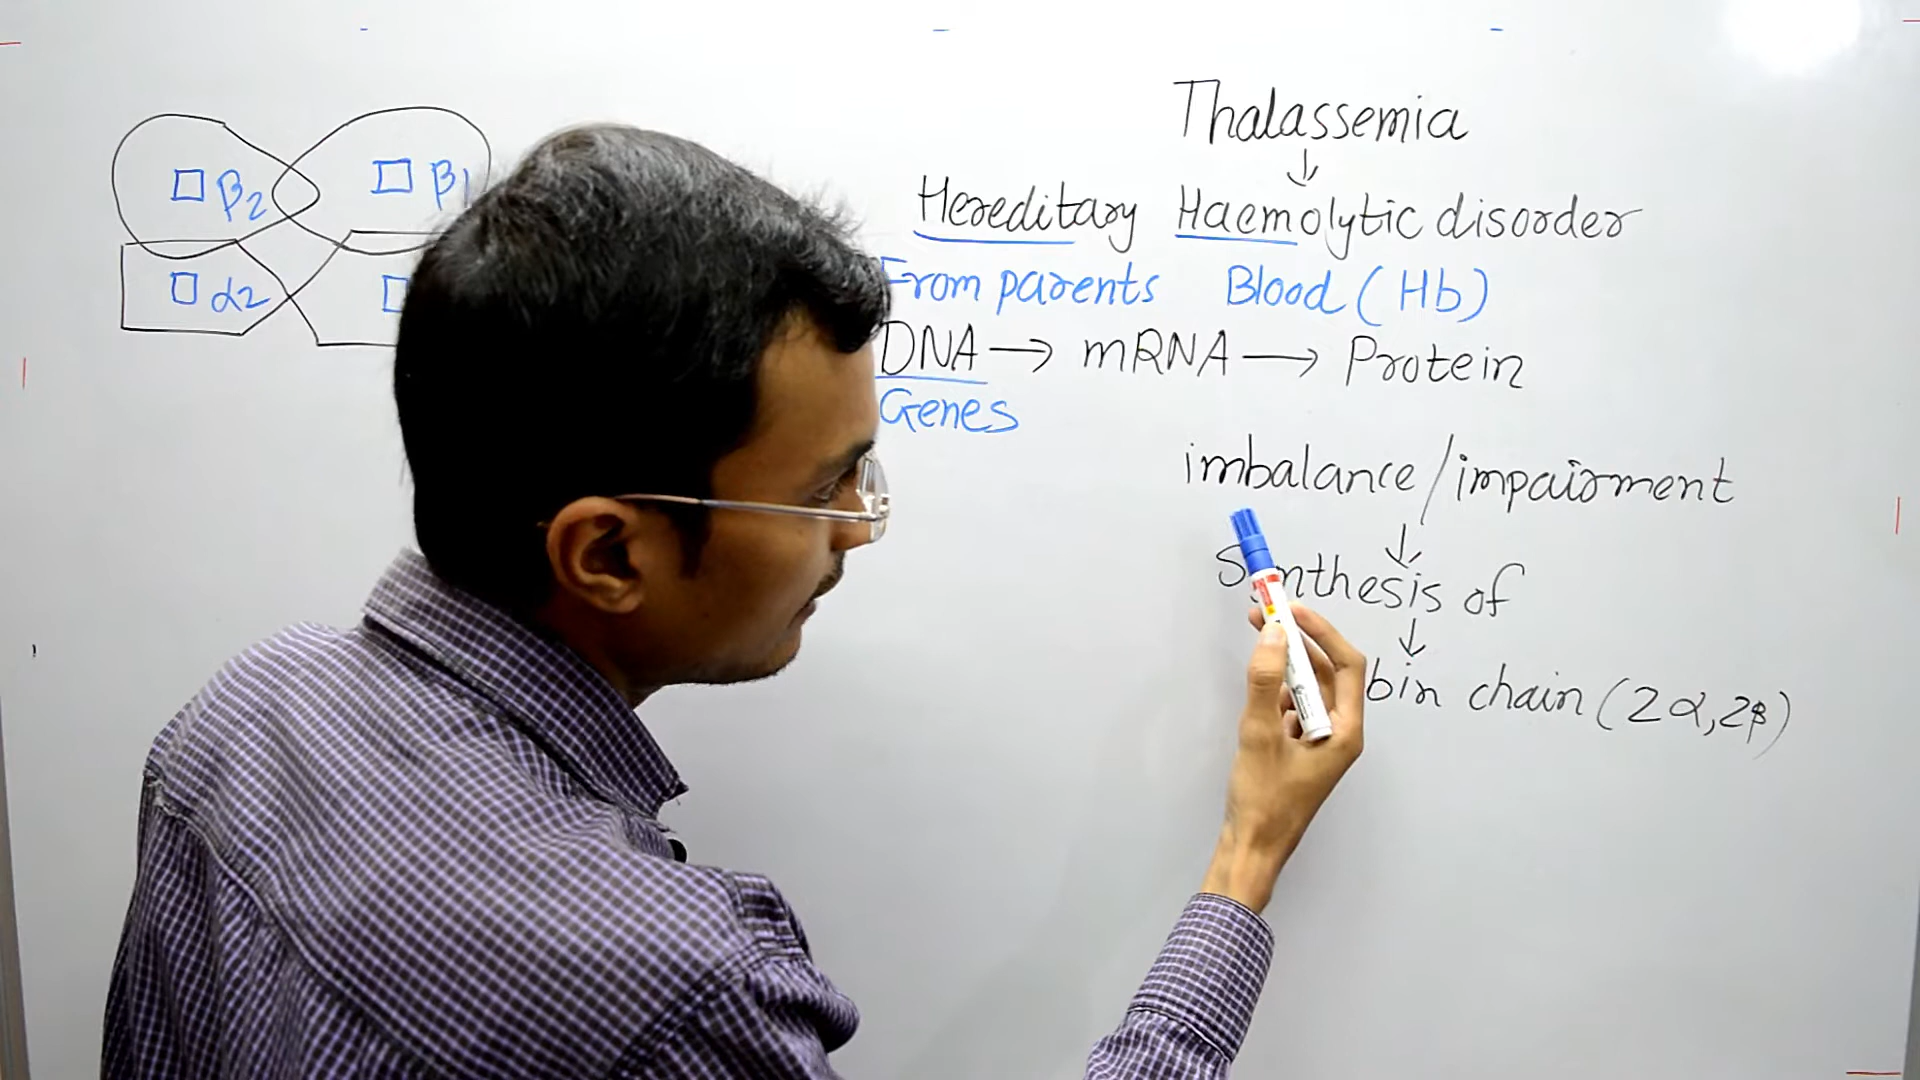 Thalassemia
Hereditary Haemolytic disorder
From parents Blood (Hb)
DNA → mRNA → Protein
Genes
imbalance/impairment
Synthesis of
bin chain (2α, 2β)
β2 β1
α2